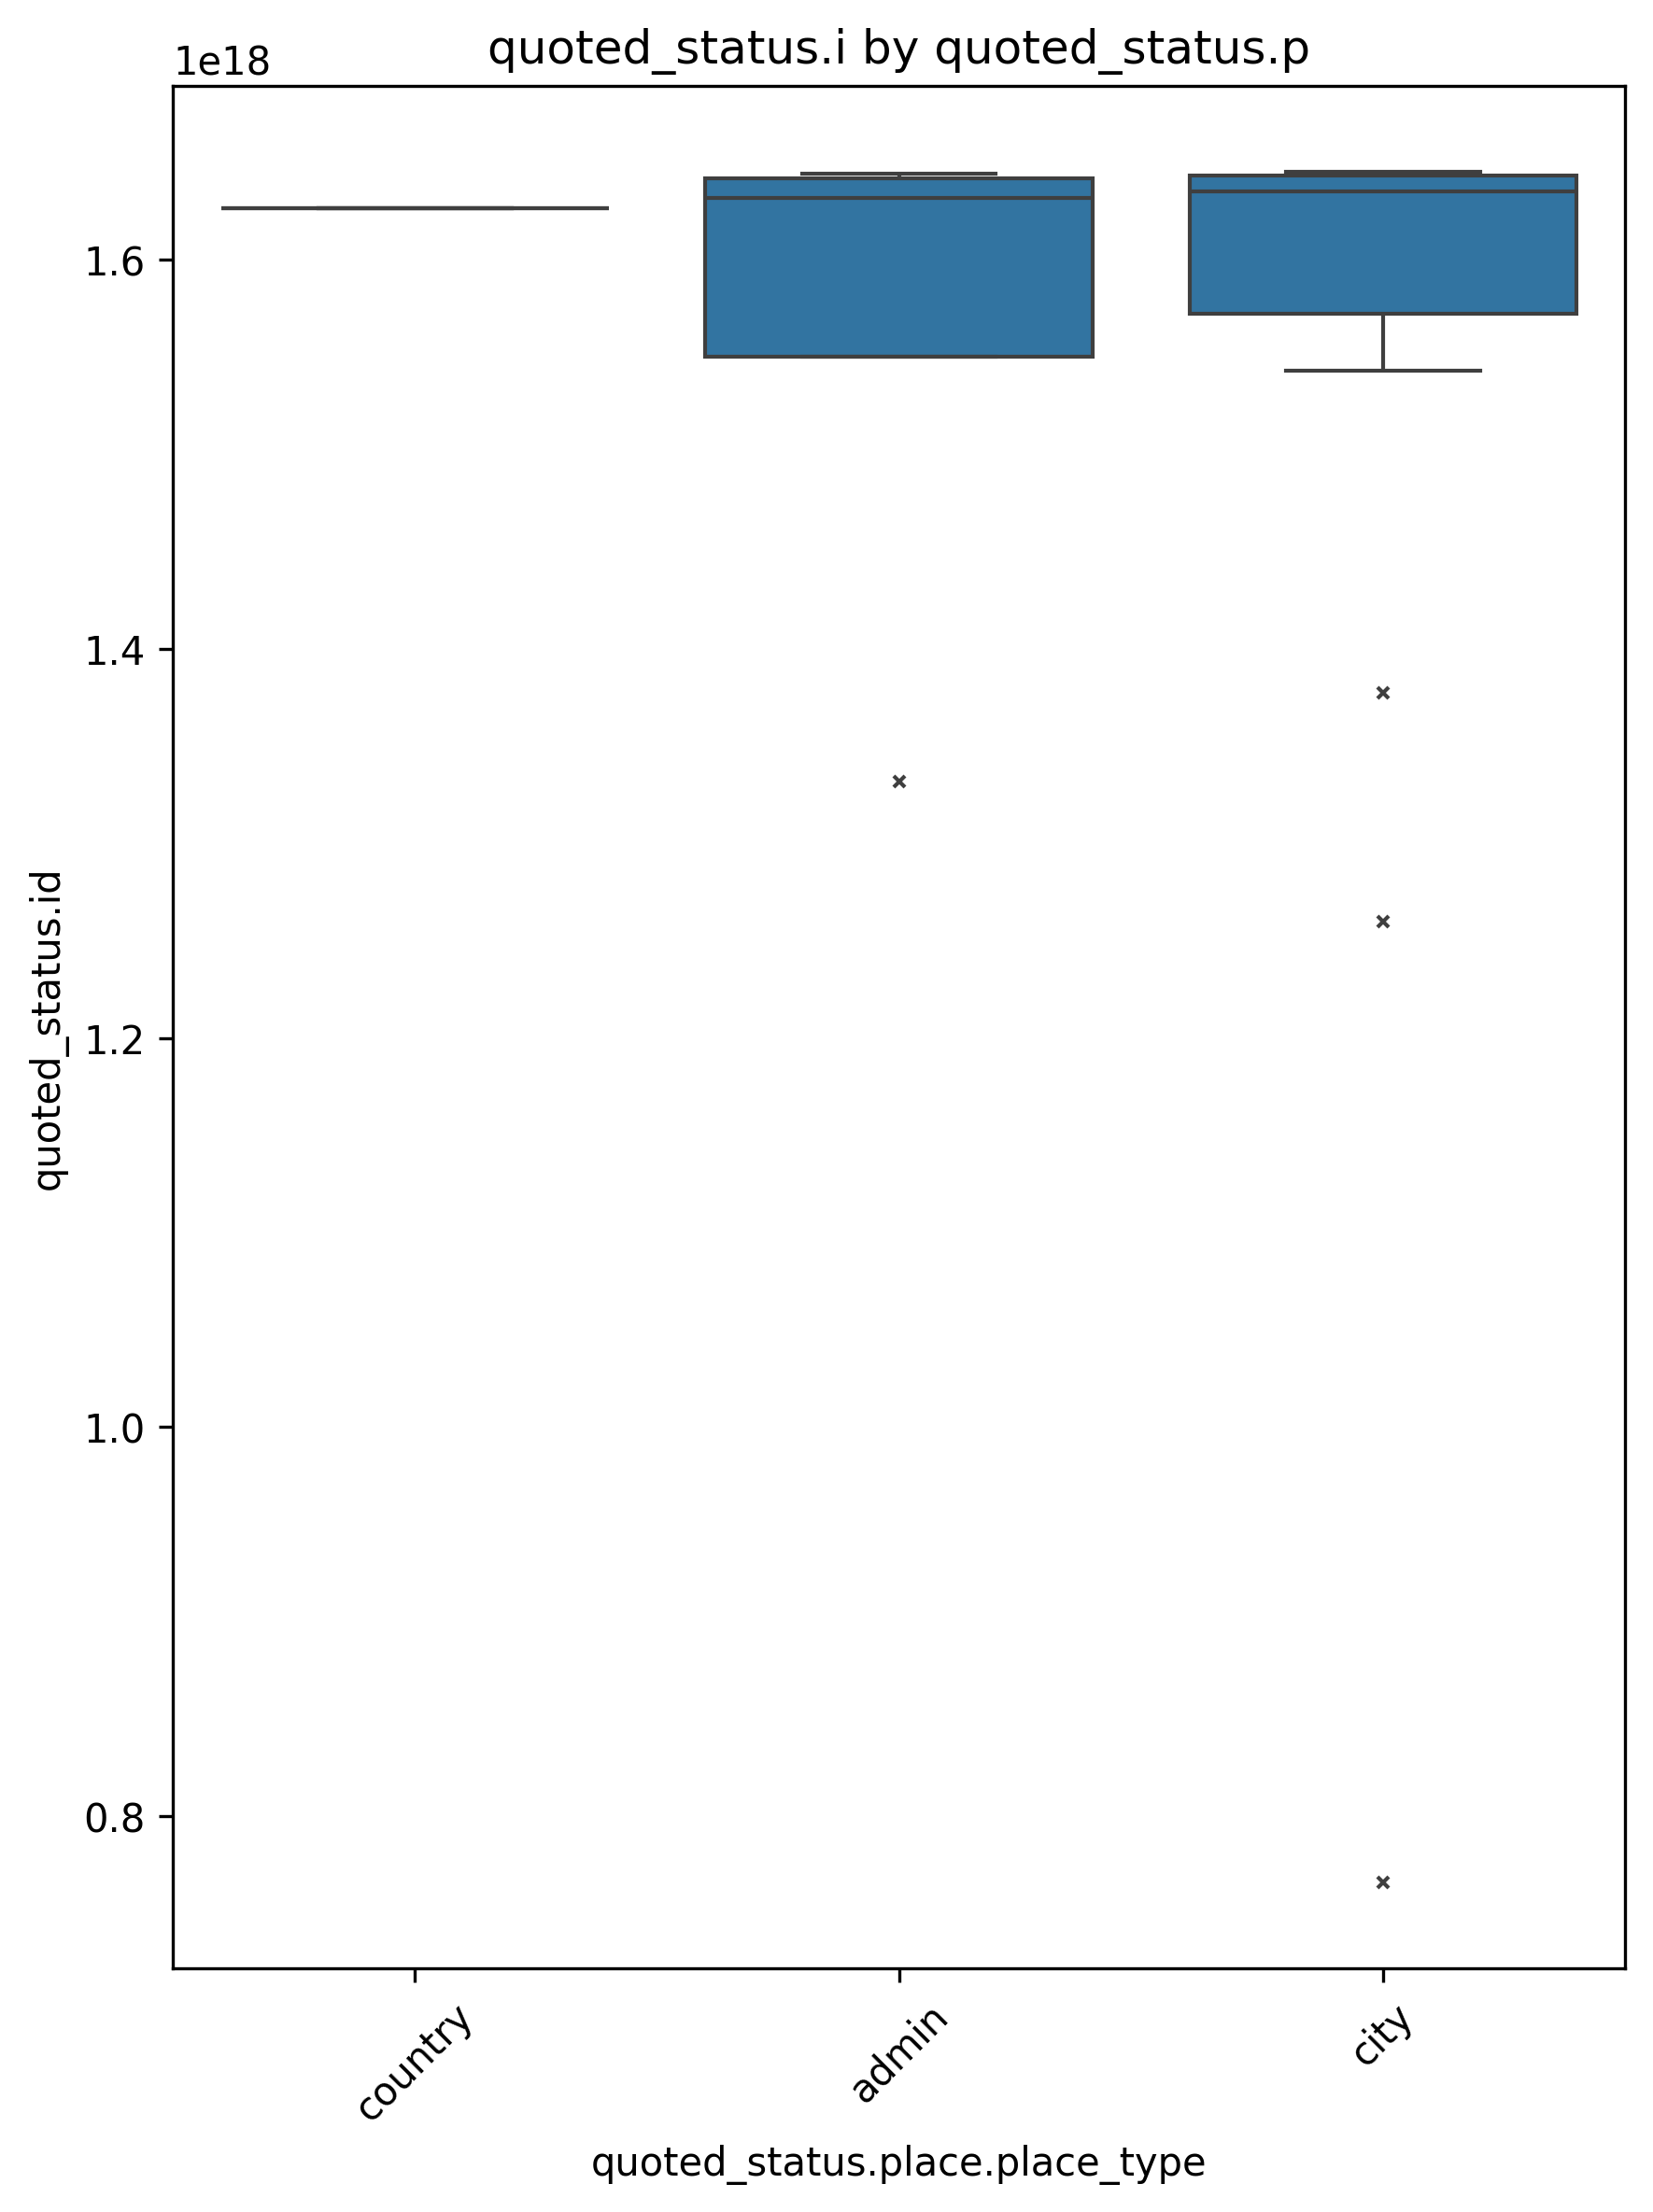 quoted_status.i by quoted_status.p
1e18
1.6
1.4
1.2
1.0
0.8
quoted_status.id
country
admin
city
quoted_status.place.place_type